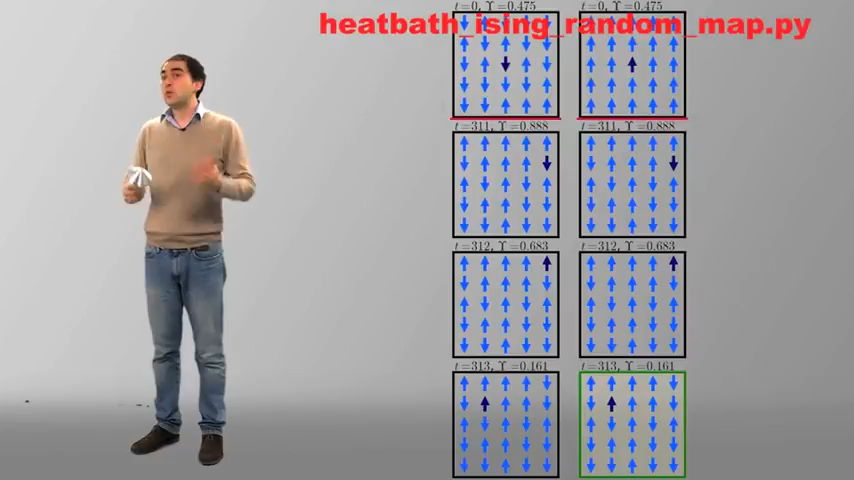 t=0, ϒ=0.475 t=0, ϒ=0.475
heatbath_ising_random_map.py
t=311, ϒ=0.888 t=311, ϒ=0.888
t=312, ϒ=0.683 t=312, ϒ=0.683
t=313, ϒ=0.161 t=313, ϒ=0.161